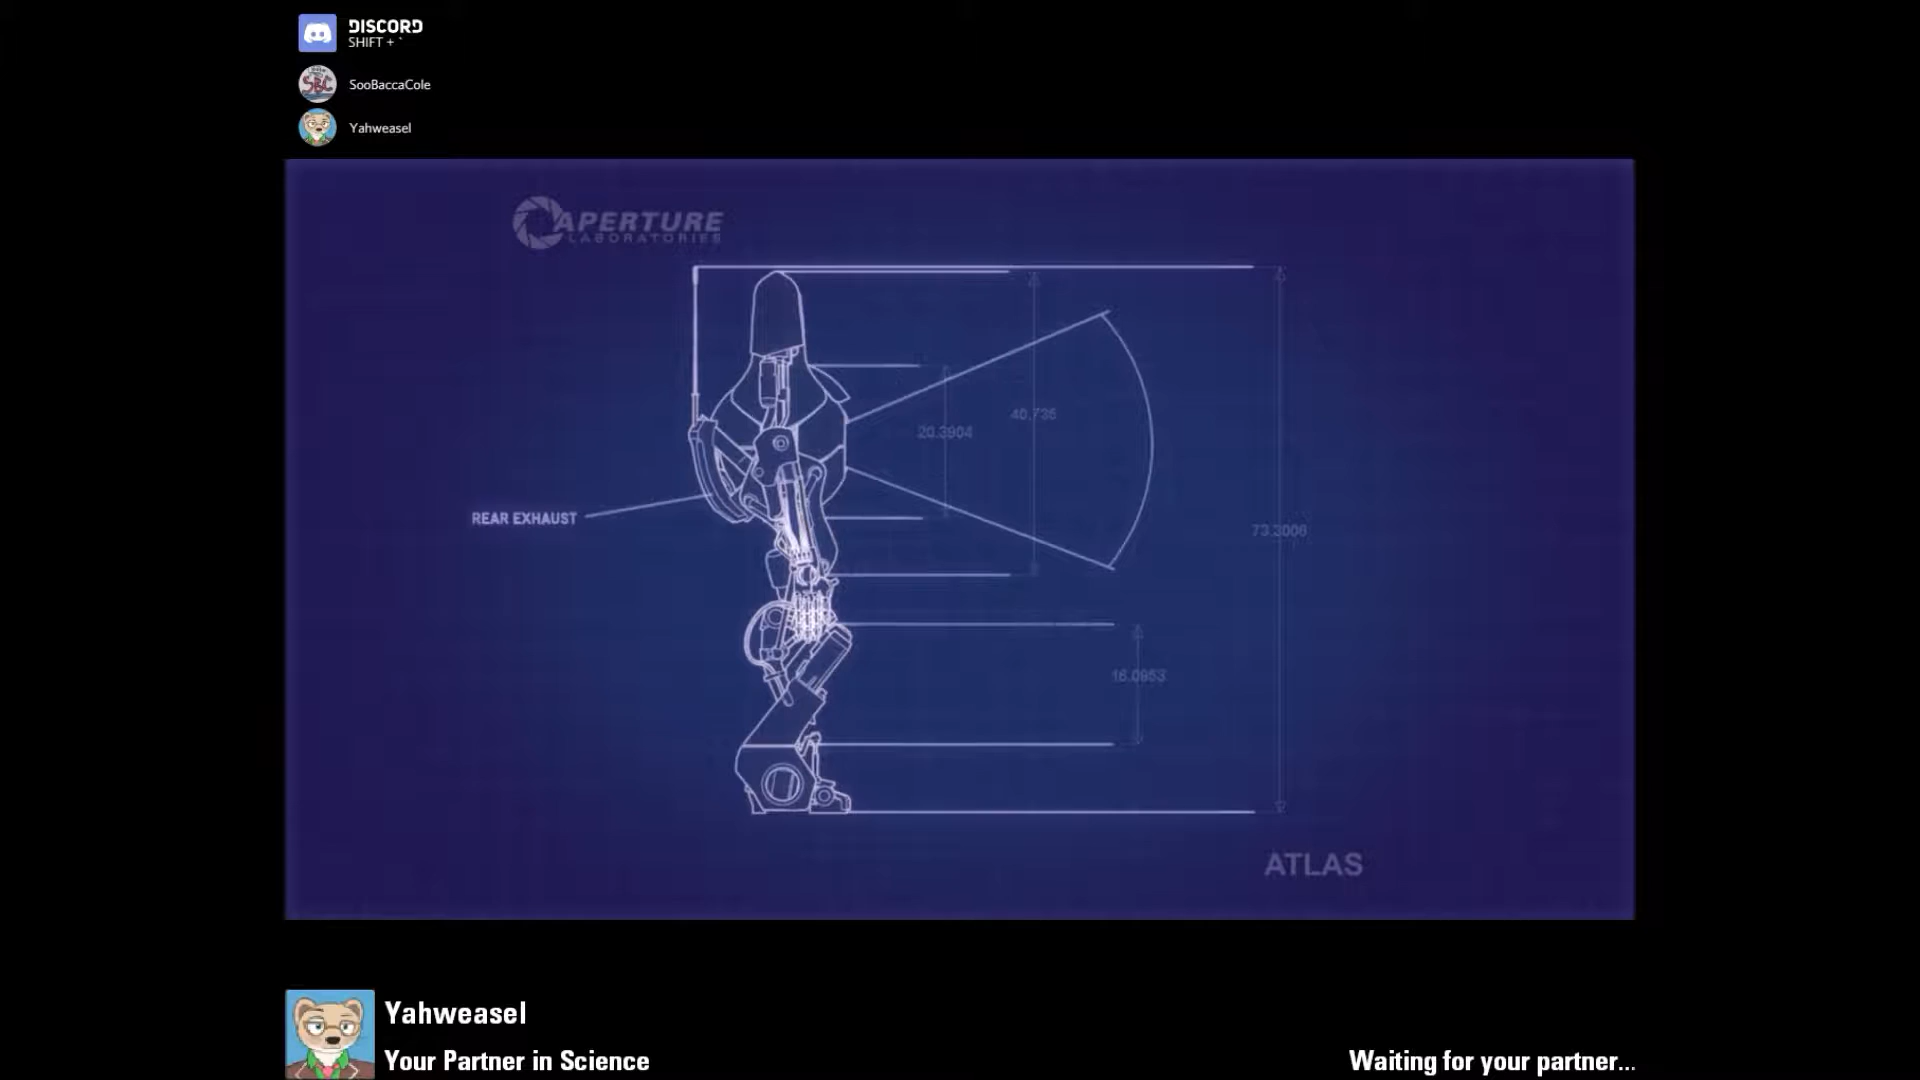 DISCORD
SHIFT + `
SooBaccaCole
Yahweasel
APERTURE
LABORATORIES
40.735
20.3904
REAR EXHAUST
73.3006
16.0953
ATLAS
Yahweasel
Your Partner in Science
Waiting for your partner...